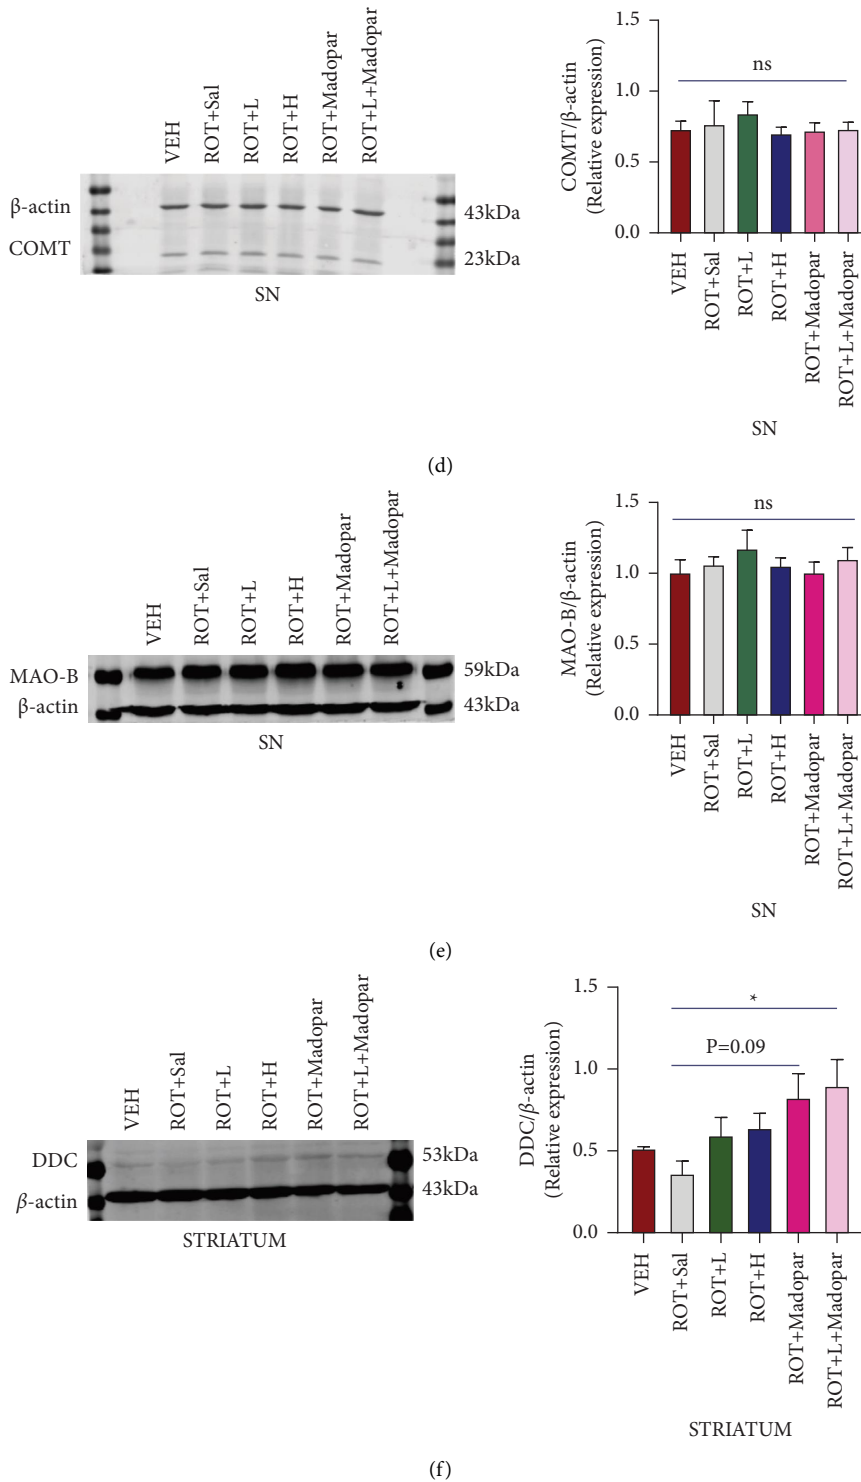 VEH
ROT+Sal
ROT+L
ROT+H
ROT+Madopar
ROT+L+Madopar
β-actin
COMT
43kDa
23kDa
SN
COMT/β-actin
(Relative expression)
1.5
1.0
0.5
0.0
ns
VEH
ROT+Sal
ROT+L
ROT+H
ROT+Madopar
ROT+L+Madopar
SN
(d)
VEH
ROT+Sal
ROT+L
ROT+H
ROT+Madopar
ROT+L+Madopar
MAO-B
β-actin
59kDa
43kDa
SN
MAO-B/β-actin
(Relative expression)
1.5
1.0
0.5
0.0
ns
VEH
ROT+Sal
ROT+L
ROT+H
ROT+Madopar
ROT+L+Madopar
SN
(e)
VEH
ROT+Sal
ROT+L
ROT+H
ROT+Madopar
ROT+L+Madopar
DDC
β-actin
53kDa
43kDa
STRIATUM
DDC/β-actin
(Relative expression)
1.5
1.0
0.5
0.0
*
P=0.09
VEH
ROT+Sal
ROT+L
ROT+H
ROT+Madopar
ROT+L+Madopar
STRIATUM
(f)